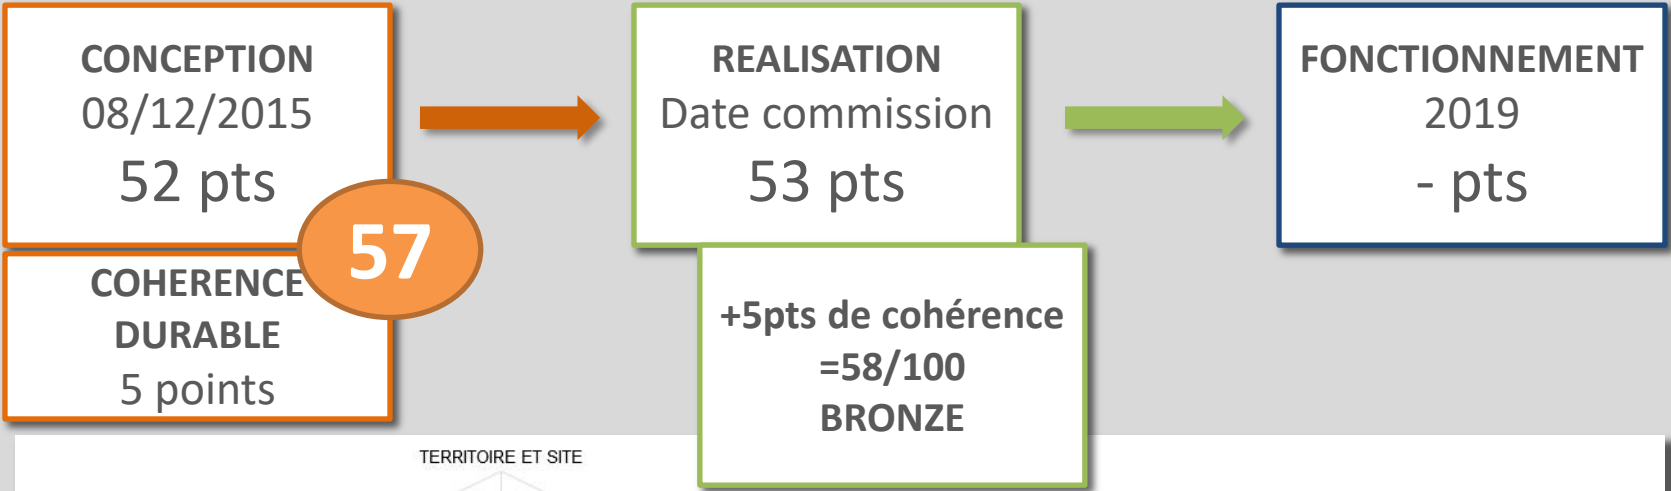 CONCEPTION
08/12/2015
52 pts
57
COHERENCE
DURABLE
5 points
REALISATION
Date commission
53 pts
+5pts de cohérence
=58/100
BRONZE
FONCTIONNEMENT
2019
- pts
TERRITOIRE ET SITE